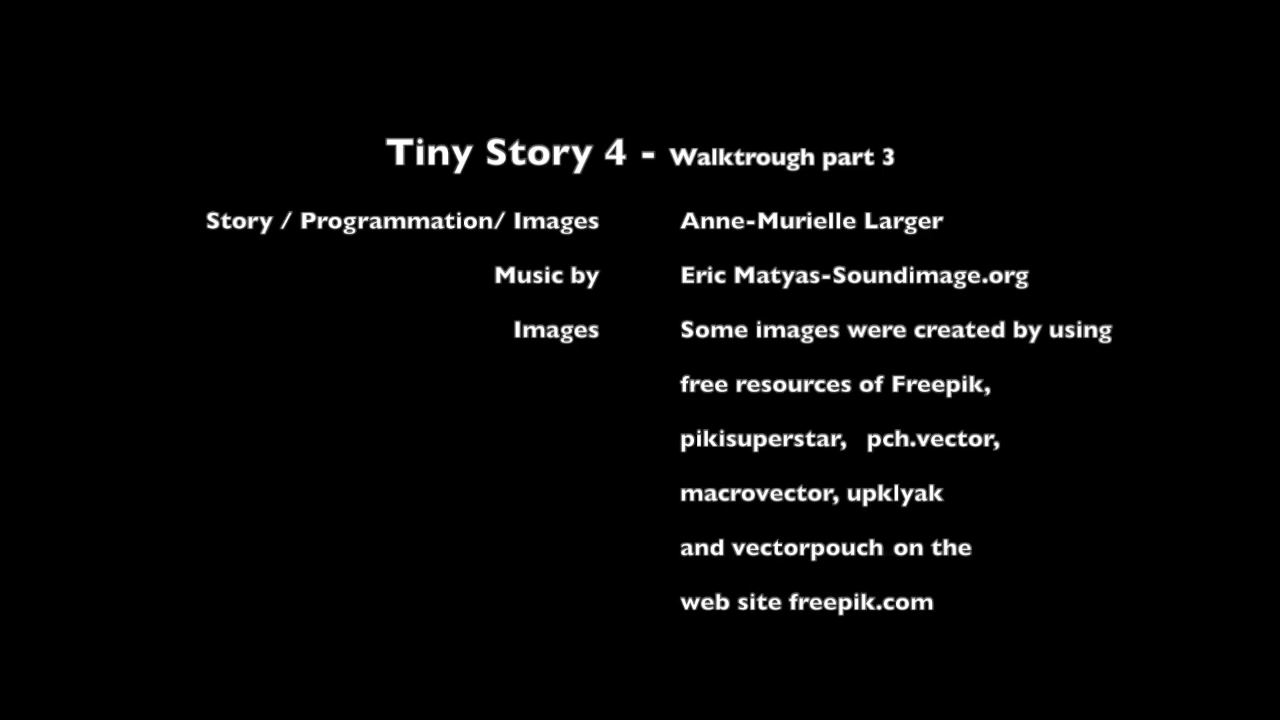 Tiny Story 4 - Walktrough part 3
Story / Programmation/ Images Anne-Murielle Larger
Music by Eric Matyas-Soundimage.org
Images Some images were created by using
free resources of Freepik,
pikisuperstar, pch.vector,
macrovector, upklyak
and vectorpouch on the
web site freepik.com